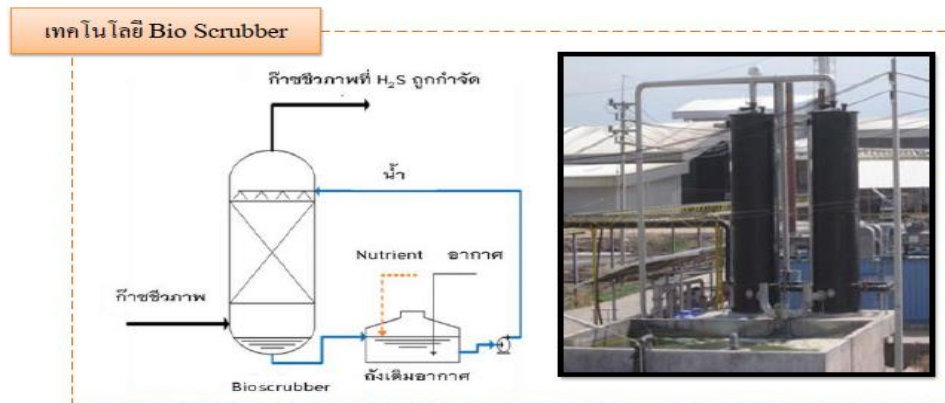 เทคโนโลยี Bio Scrubber
ก๊าซชีวภาพที่ H₂S ถูกกำจัด
น้ำ
Nutrient อากาศ
ก๊าซชีวภาพ
ถังเติมอากาศ
Bioscrubber